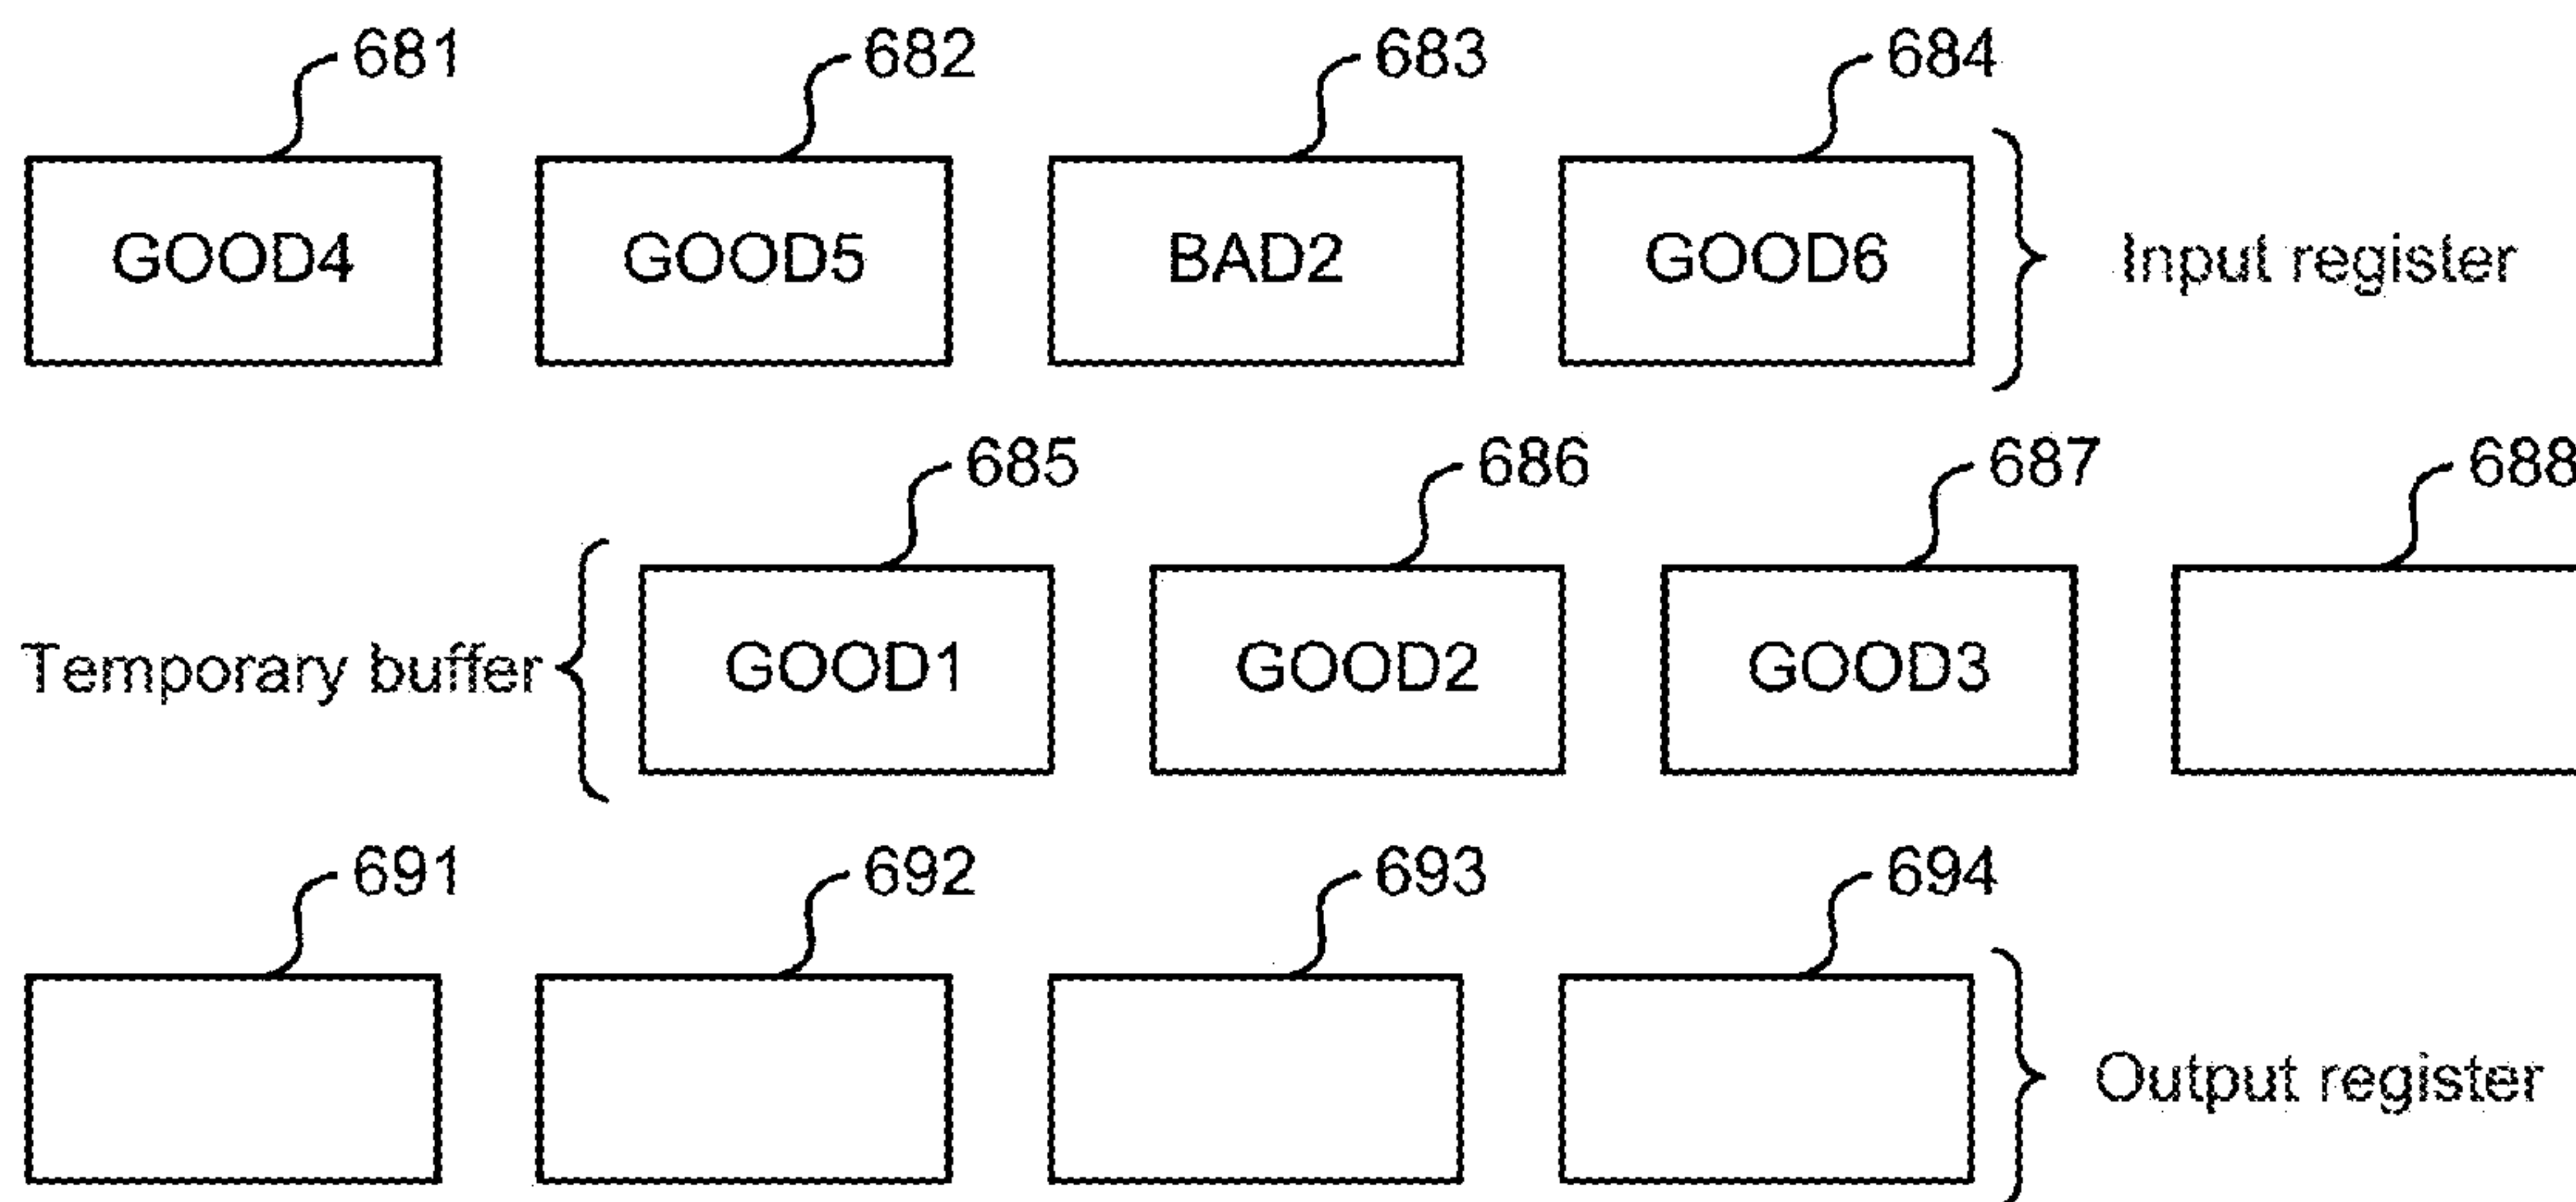 681 682 683 684
GOOD4 GOOD5 BAD2 GOOD6 Input register
685 686 687 688
Temporary buffer GOOD1 GOOD2 GOOD3
691 692 693 694
Output register